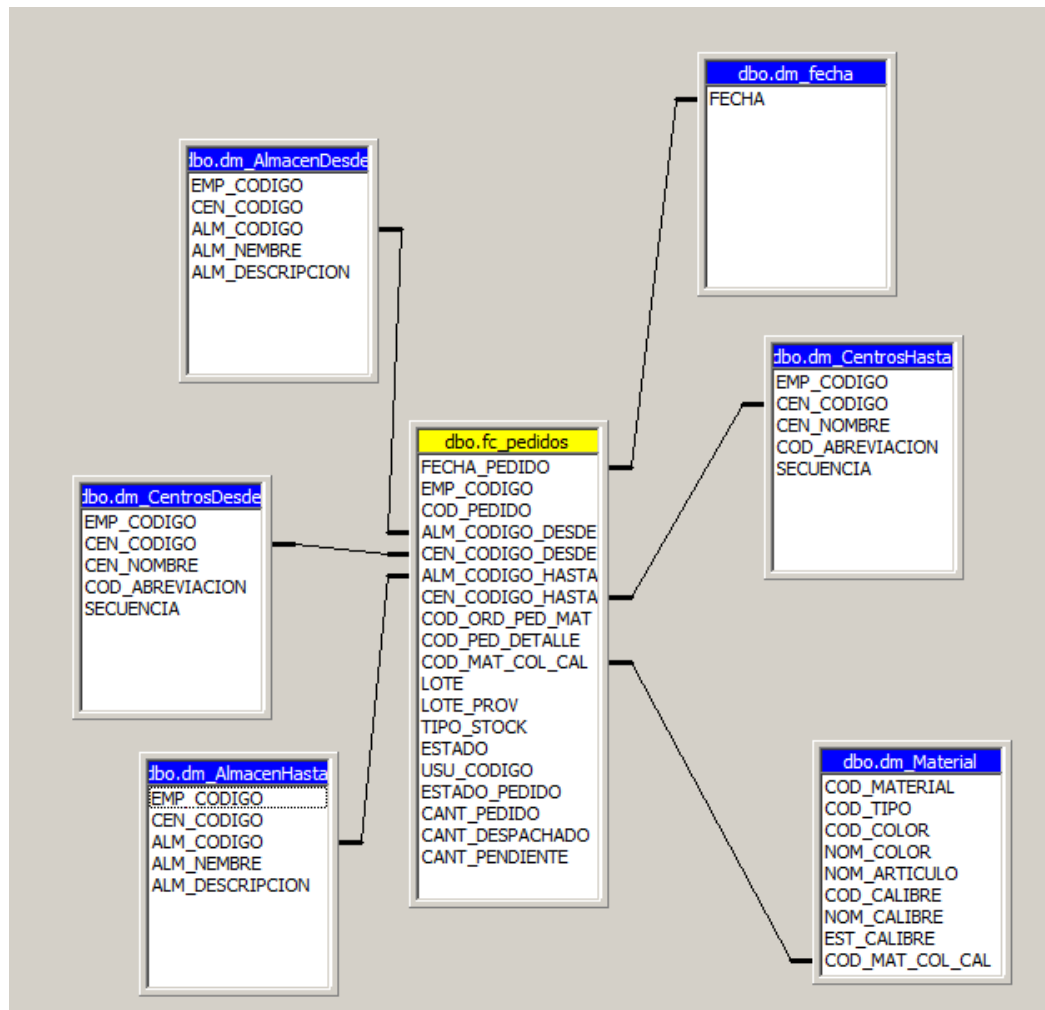 dbo.dm_fecha
FECHA
dbo.dm_AlmacenDesde
EMP_CODIGO
CEN_CODIGO
ALM_CODIGO
ALM_NEMBRE
ALM_DESCRIPCION
dbo.dm_CentrosHasta
EMP_CODIGO
CEN_CODIGO
CEN_NOMBRE
COD_ABREVIACION
SECUENCIA
dbo.fc_pedidos
FECHA_PEDIDO
EMP_CODIGO
COD_PEDIDO
ALM_CODIGO_DESDE
CEN_CODIGO_DESDE
ALM_CODIGO_HASTA
CEN_CODIGO_HASTA
COD_ORD_PED_MAT
COD_PED_DETALLE
COD_MAT_COL_CAL
LOTE
LOTE_PROV
TIPO_STOCK
ESTADO
USU_CODIGO
ESTADO_PEDIDO
CANT_PEDIDO
CANT_DESPACHADO
CANT_PENDIENTE
dbo.dm_CentrosDesde
EMP_CODIGO
CEN_CODIGO
CEN_NOMBRE
COD_ABREVIACIÓN
SECUENCIA
dbo.dm_AlmacenHasta
EMP_CODIGO
CEN_CODIGO
ALM_CODIGO
ALM_NEMBRE
ALM_DESCRIPCION
dbo.dm_Material
COD_MATERIAL
COD_TIPO
COD_COLOR
NOM_COLOR
NOM_ARTICULO
COD_CALIBRE
NOM_CALIBRE
EST_CALIBRE
COD_MAT_COL_CAL